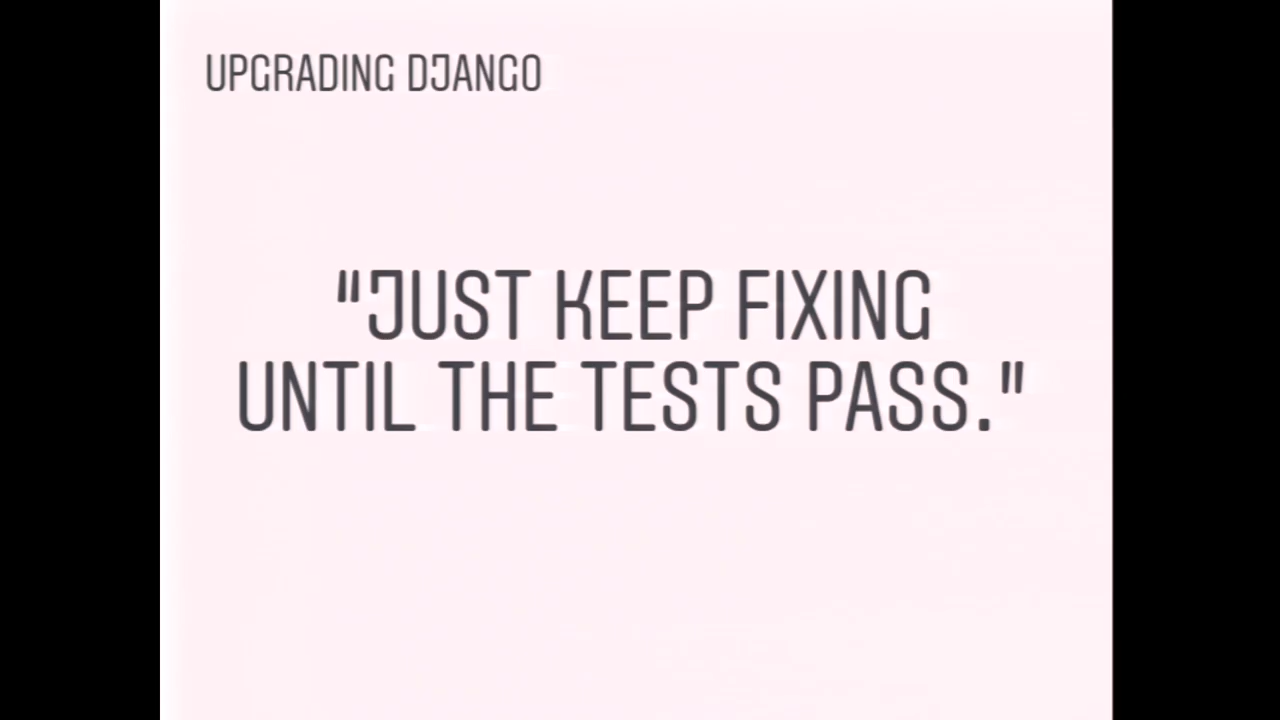 UPGRADING DJANGO
"JUST KEEP FIXING
UNTIL THE TESTS PASS."